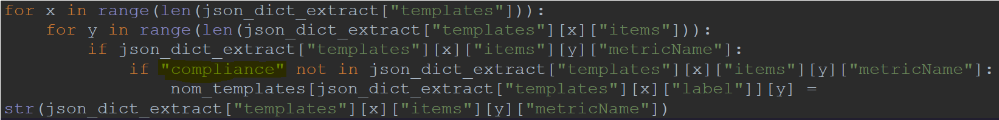 for x in range(len(json_dict_extract["templates"])):
    for y in range(len(json_dict_extract["templates"][x]["items"])):
        if json_dict_extract["templates"][x]["items"][y]["metricName"]:
            if "compliance" not in json_dict_extract["templates"][x]["items"][y]["metricName"]:
                nom_templates[json_dict_extract["templates"][x]["label"]][y] =
str(json_dict_extract["templates"][x]["items"][y]["metricName"])